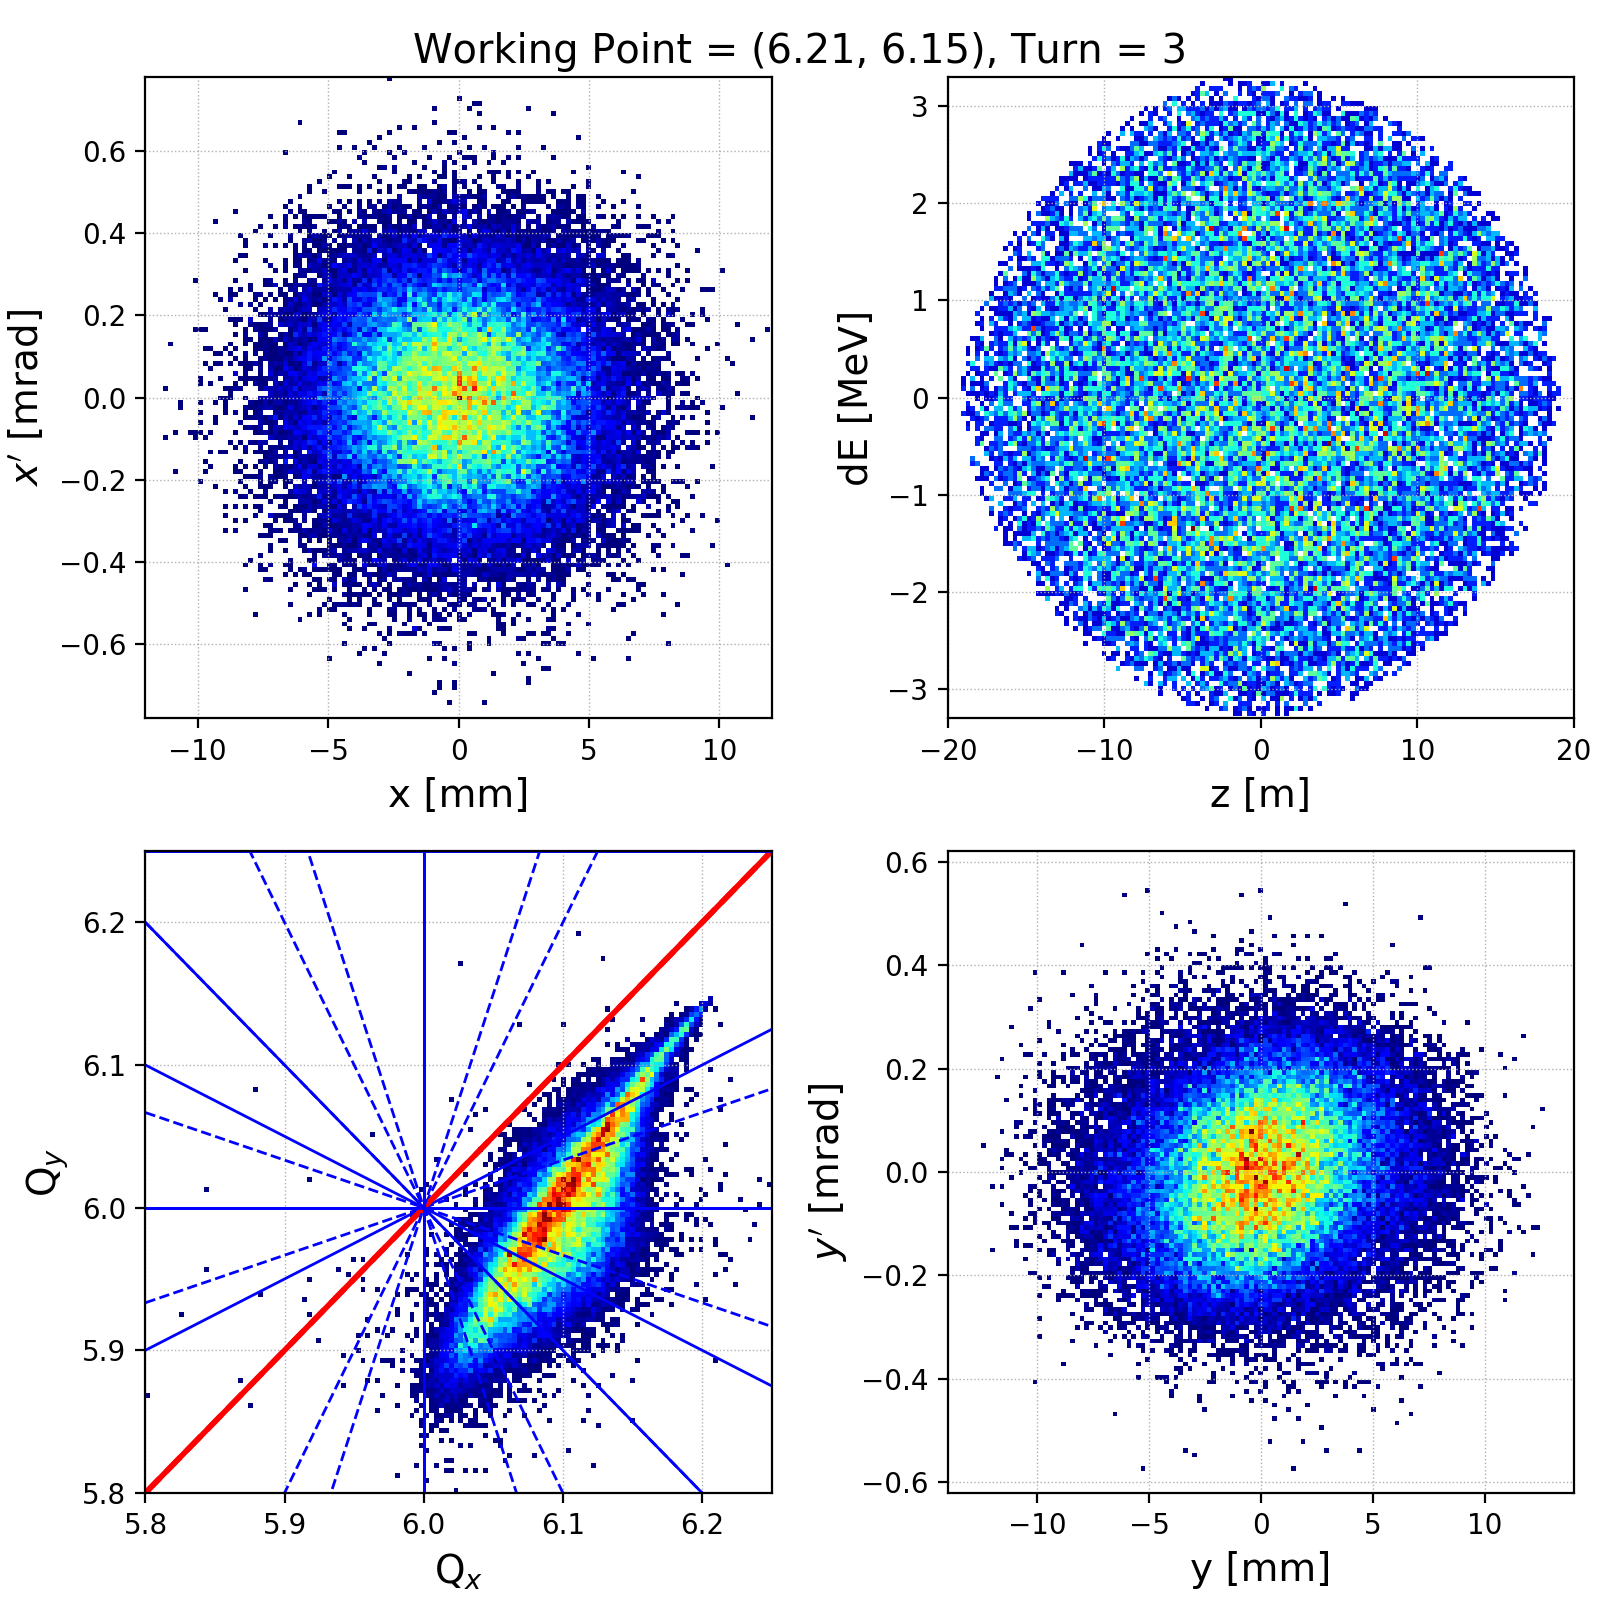 Working Point = (6.21, 6.15), Turn = 3
0.6
0.4
0.2
0.0
−0.2
−0.4
−0.6
x′ [mrad]
−10 −5 0 5 10
x [mm]
3
2
1
0
−1
−2
−3
dE [MeV]
−20 −10 0 10 20
z [m]
6.2
6.1
6.0
5.9
5.8
Qy
5.8 5.9 6.0 6.1 6.2
Qx
0.6
0.4
0.2
0.0
−0.2
−0.4
−0.6
y′ [mrad]
−10 −5 0 5 10
y [mm]